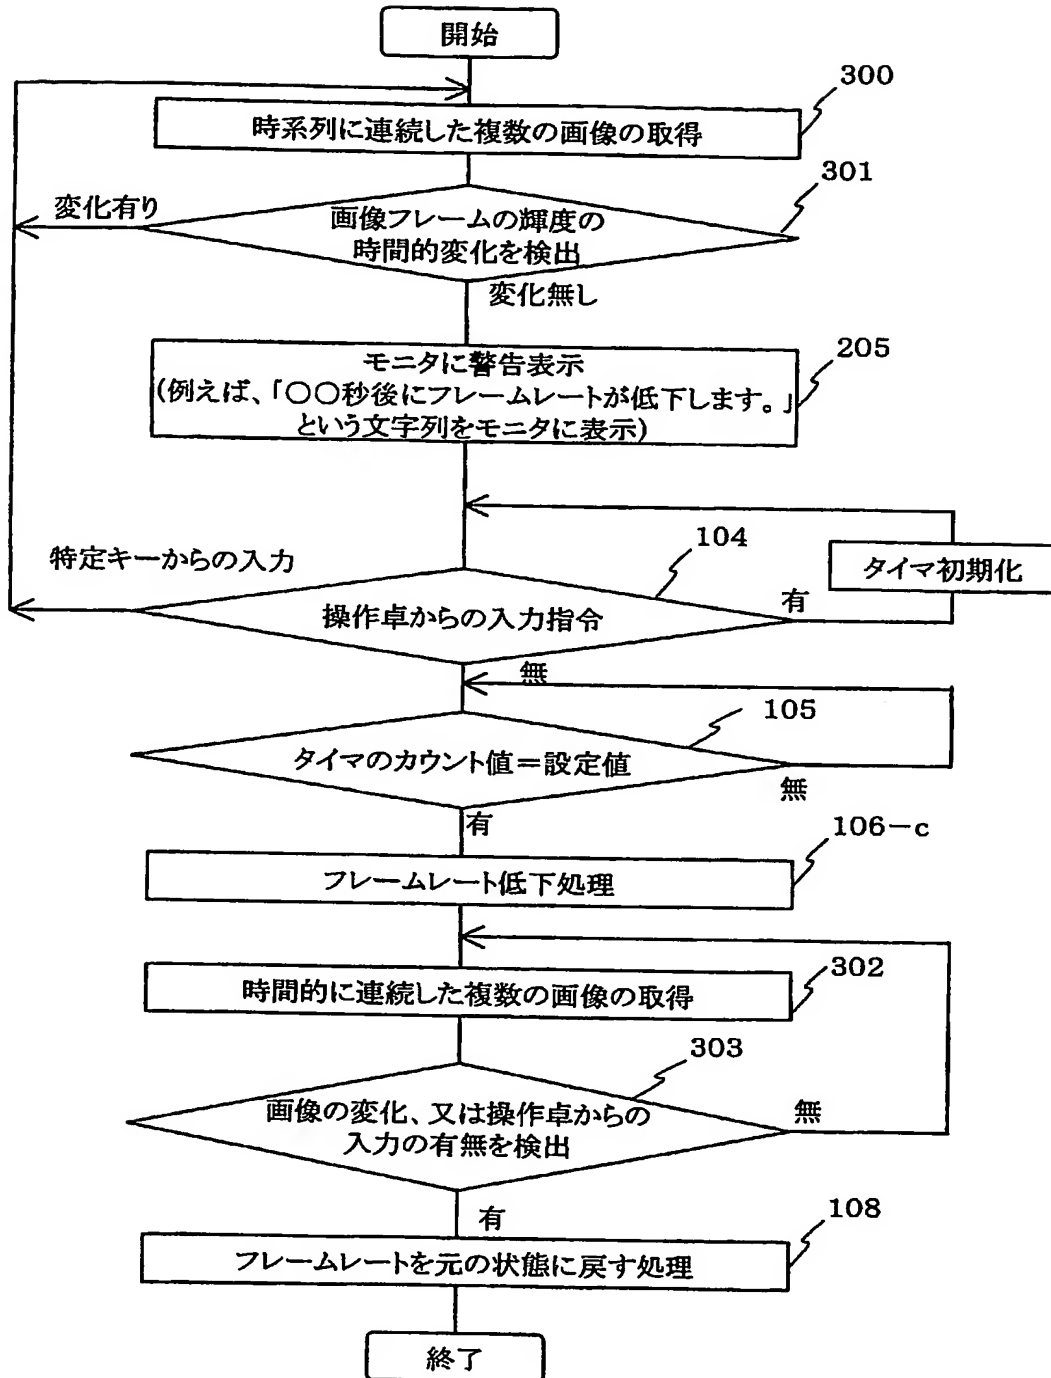 開始
300
時系列に連続した複数の画像の取得
301
変化有り
画像フレームの輝度の
時間的変化を検出
変化無し
205
モニタに警告表示
(例えば、「〇〇秒後にフレームレートが低下します。」
という文字列をモニタに表示)
104
特定キーからの入力
タイマ初期化
操作卓からの入力指令
有
無
105
タイマのカウント値=設定値
無
有
106-c
フレームレート低下処理
302
時間的に連続した複数の画像の取得
303
画像の変化、又は操作卓からの
入力の有無を検出
無
有
108
フレームレートを元の状態に戻す処理
終了